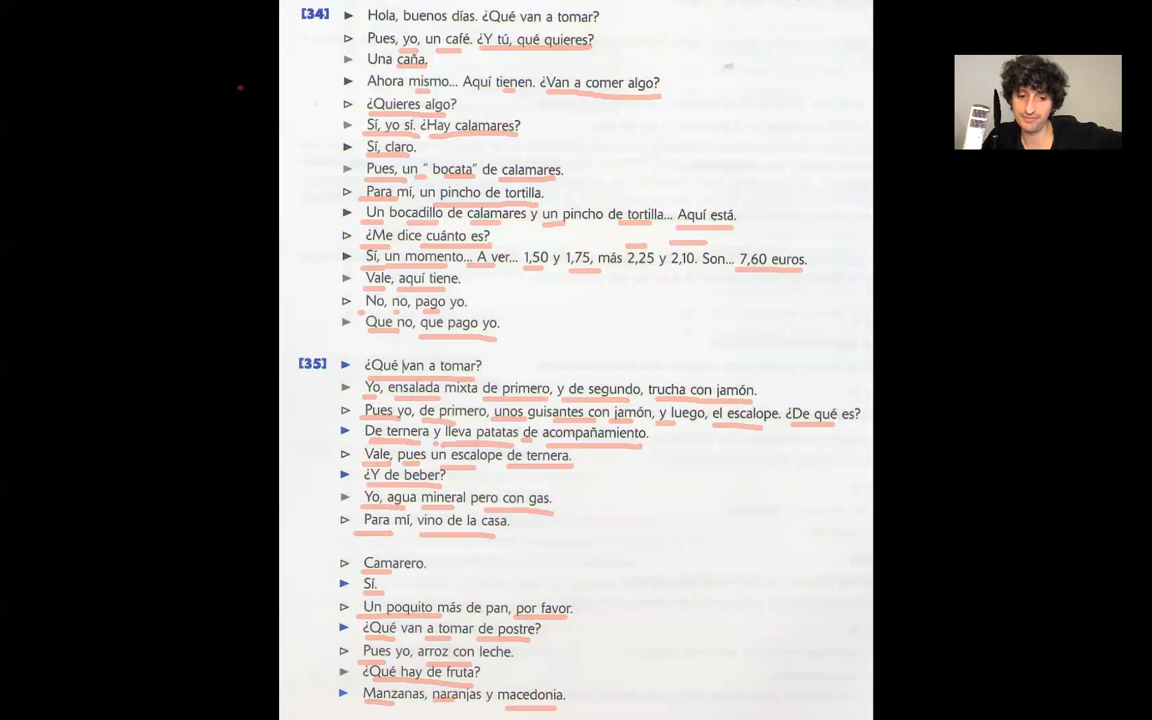 [34] Hola, buenos días. ¿Qué van a tomar?
Pues, yo, un café. ¿Y tú, qué quieres?
Una caña.
Ahora mismo... Aquí tienen. ¿Van a comer algo?
¿Quieres algo?
Sí, yo sí. ¿Hay calamares?
Sí, claro.
Pues, un “ bocata” de calamares.
Para mí, un pincho de tortilla.
Un bocadillo de calamares y un pincho de tortilla... Aquí está.
¿Me dice cuánto es?
Sí, un momento... A ver... 1,50 y 1,75, más 2,25 y 2,10. Son... 7,60 euros.
Vale, aquí tiene.
No, no, pago yo.
Que no, que pago yo.
[35] ¿Qué van a tomar?
Yo, ensalada mixta de primero, y de segundo, trucha con jamón.
Pues yo, de primero, unos guisantes con jamón, y luego, el escalope. ¿De qué es?
De ternera y lleva patatas de acompañamiento.
Vale, pues un escalope de ternera.
¿Y de beber?
Yo, agua mineral pero con gas.
Para mí, vino de la casa.
Camarero.
Sí.
Un poquito más de pan, por favor.
¿Qué van a tomar de postre?
Pues yo, arroz con leche.
¿Qué hay de fruta?
Manzanas, naranjas y macedonia.